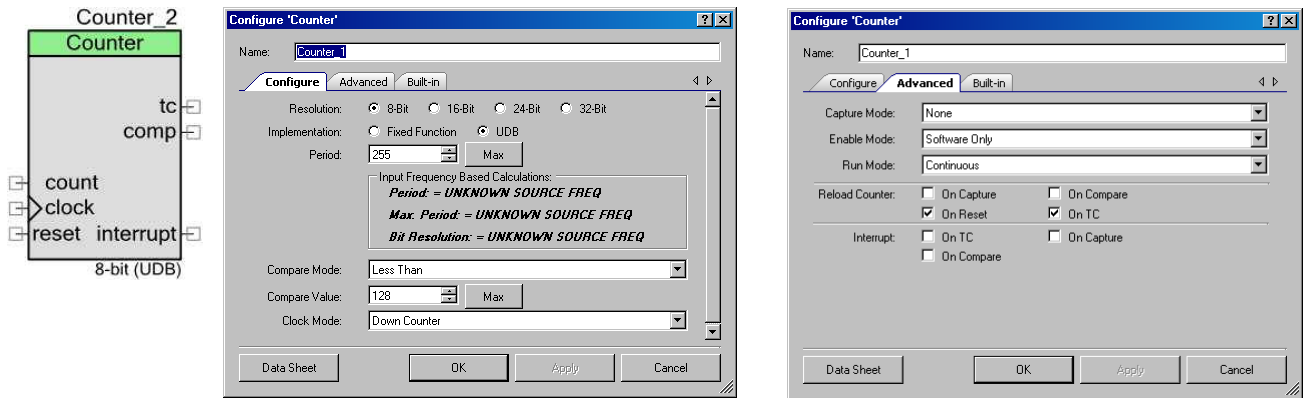 Counter_2
Counter
tc
comp
count
clock
reset interrupt
8-bit (UDB)
Configure 'Counter'
Name: Counter_1
Configure Advanced Built-in
Resolution: 8-Bit 16-Bit 24-Bit 32-Bit
Implementation: Fixed Function UDB
Period: 255 Max
Input Frequency Based Calculations:
Period: = UNKNOWN SOURCE FREQ
Max. Period: = UNKNOWN SOURCE FREQ
Bit Resolution: = UNKNOWN SOURCE FREQ
Compare Mode: Less Than
Compare Value: 128 Max
Clock Mode: Down Counter
Data Sheet OK Apply Cancel
Configure 'Counter'
Name: Counter_1
Configure Advanced Built-in
Capture Mode: None
Enable Mode: Software Only
Run Mode: Continuous
Reload Counter: On Capture On Compare
On Reset On TC
Interrupt: On TC On Capture
On Compare
Data Sheet OK Apply Cancel